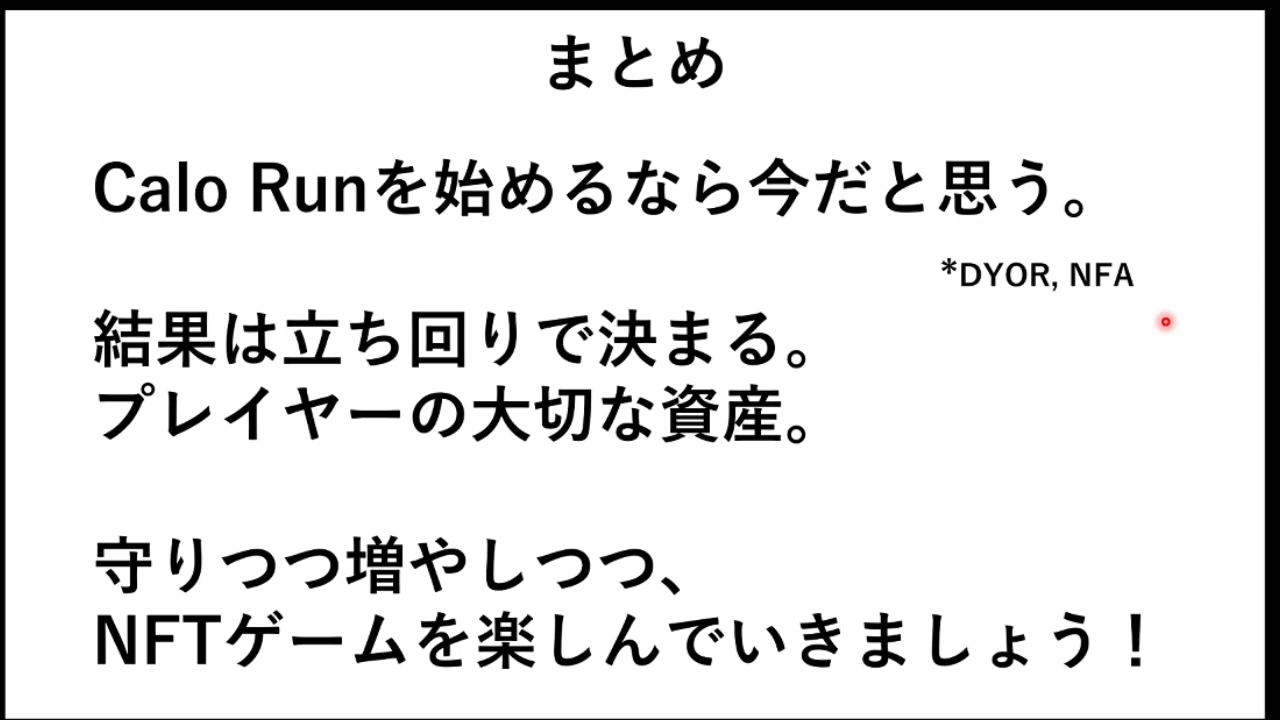 まとめ
Calo Runを始めるなら今だと思う。
*DYOR, NFA
結果は立ち回りで決まる。
プレイヤーの大切な資産。
守りつつ増やしつつ、
NFTゲームを楽しんでいきましょう！